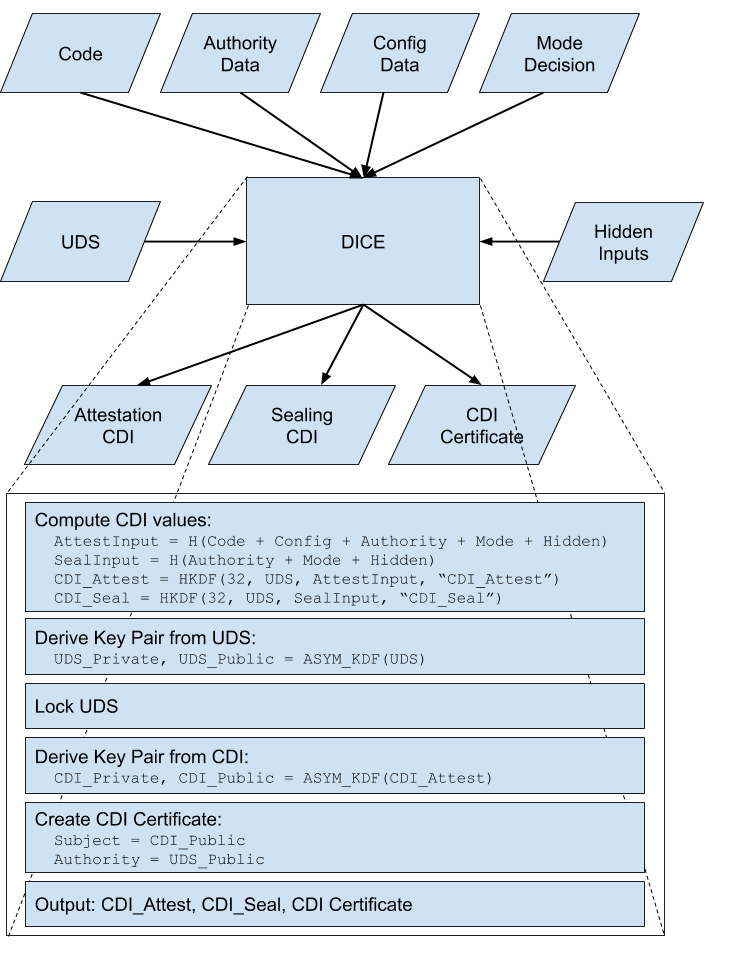 Code
Authority
Data
Config
Data
Mode
Decision
UDS
DICE
Hidden
Inputs
Attestation
CDI
Sealing
CDI
CDI
Certificate
Compute CDI values:
AttestInput = H(Code + Config + Authority + Mode + Hidden)
SealInput = H(Authority + Mode + Hidden)
CDI_Attest = HKDF(32, UDS, AttestInput, “CDI_Attest”)
CDI_Seal = HKDF(32, UDS, SealInput, “CDI_Seal”)
Derive Key Pair from UDS:
UDS_Private, UDS_Public = ASYM_KDF(UDS)
Lock UDS
Derive Key Pair from CDI:
CDI_Private, CDI_Public = ASYM_KDF(CDI_Attest)
Create CDI Certificate:
Subject = CDI_Public
Authority = UDS_Public
Output: CDI_Attest, CDI_Seal, CDI Certificate